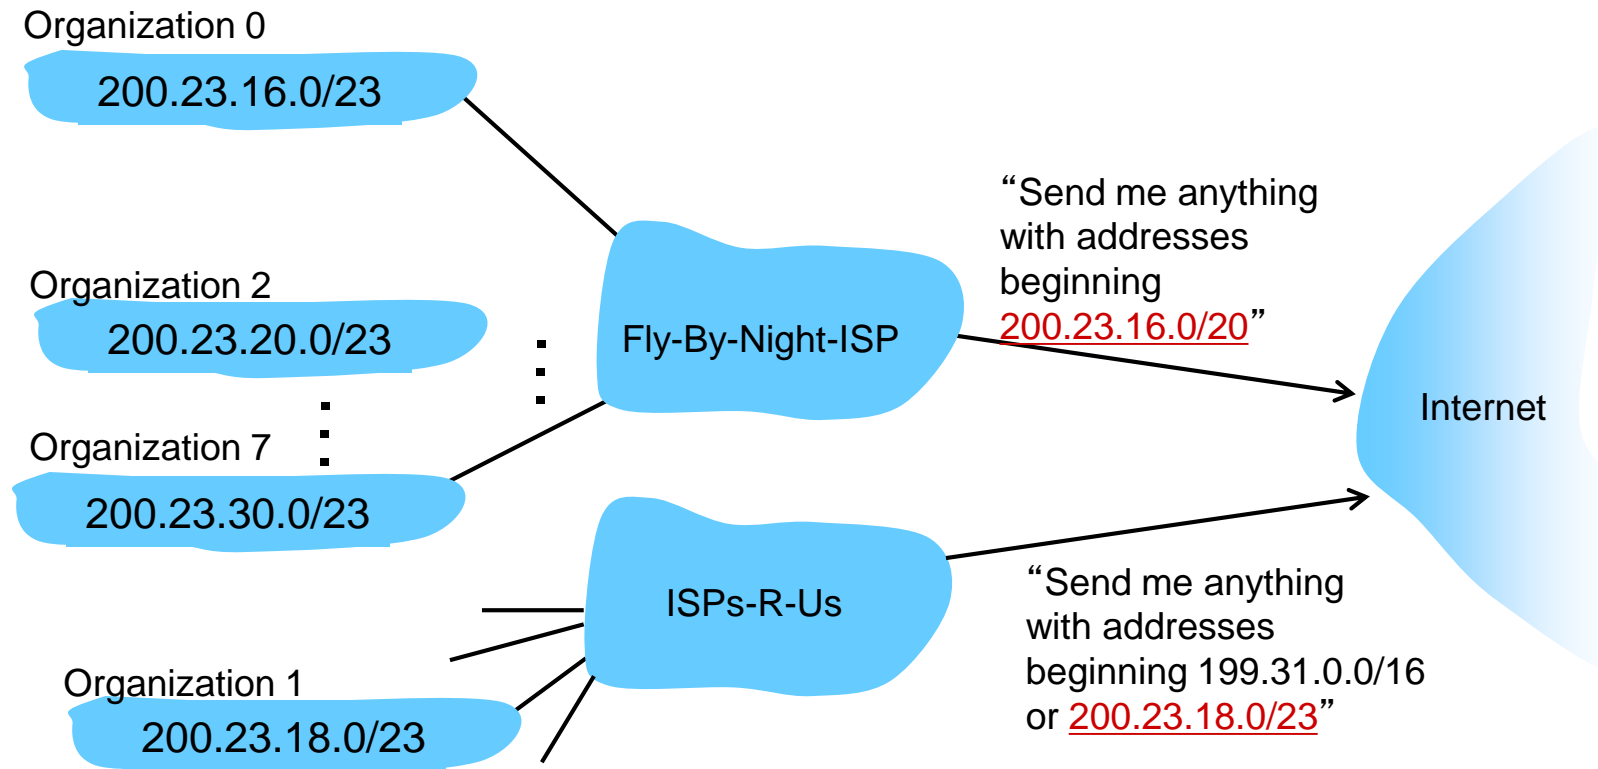 Organization 0
200.23.16.0/23
Organization 2
200.23.20.0/23
Organization 7
200.23.30.0/23
Organization 1
200.23.18.0/23
Fly-By-Night-ISP
ISPs-R-Us
“Send me anything
with addresses
beginning
200.23.16.0/20”
“Send me anything
with addresses
beginning 199.31.0.0/16
or 200.23.18.0/23”
Internet